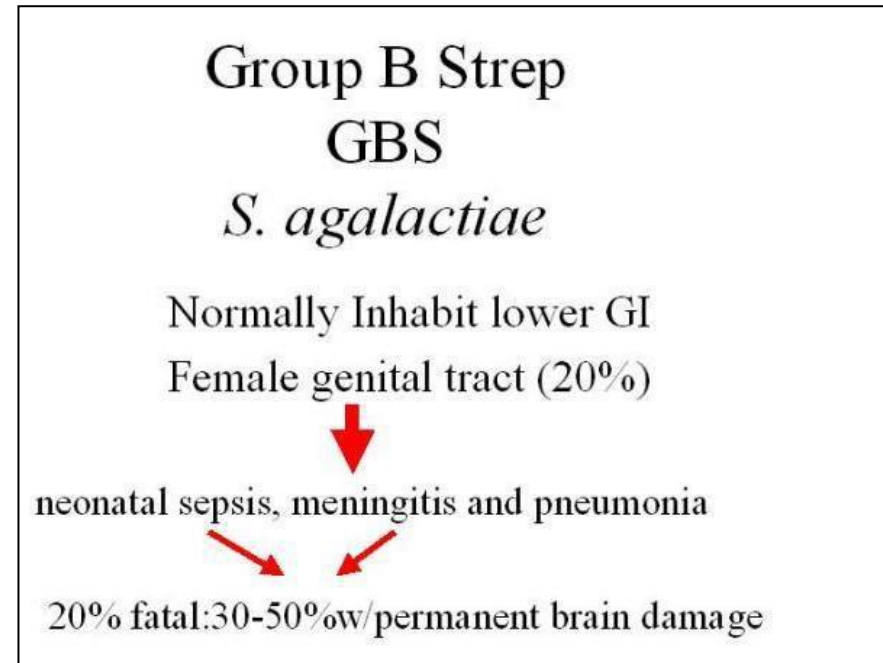 Group B Strep
GBS
S. agalactiae
Normally Inhabit lower GI
Female genital tract (20%)
neonatal sepsis, meningitis and pneumonia
20% fatal:30-50%w/permanent brain damage